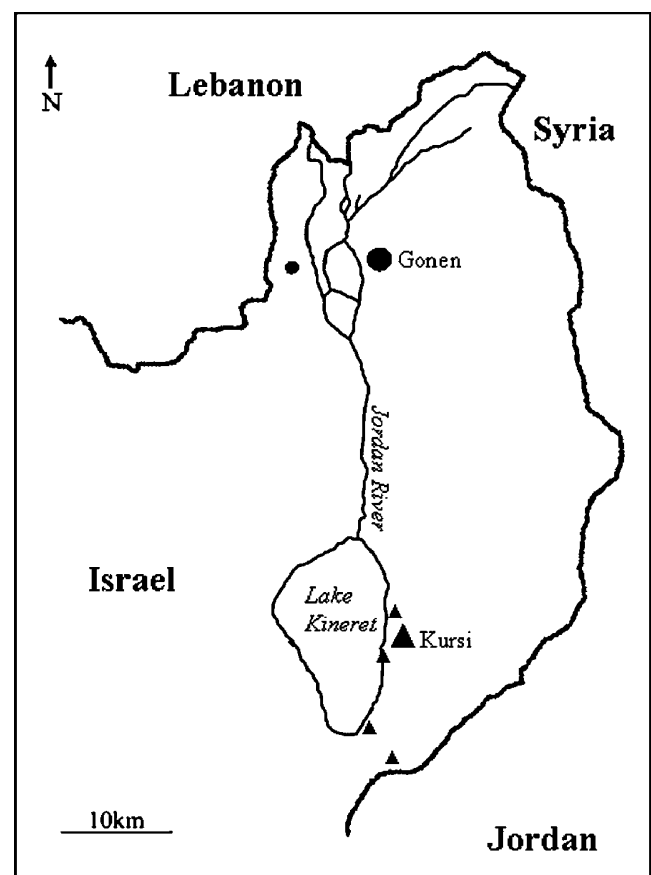 Lebanon
N
Syria
Gonen
Jordan River
Israel
Lake
Kineret
Kursi
10km
Jordan